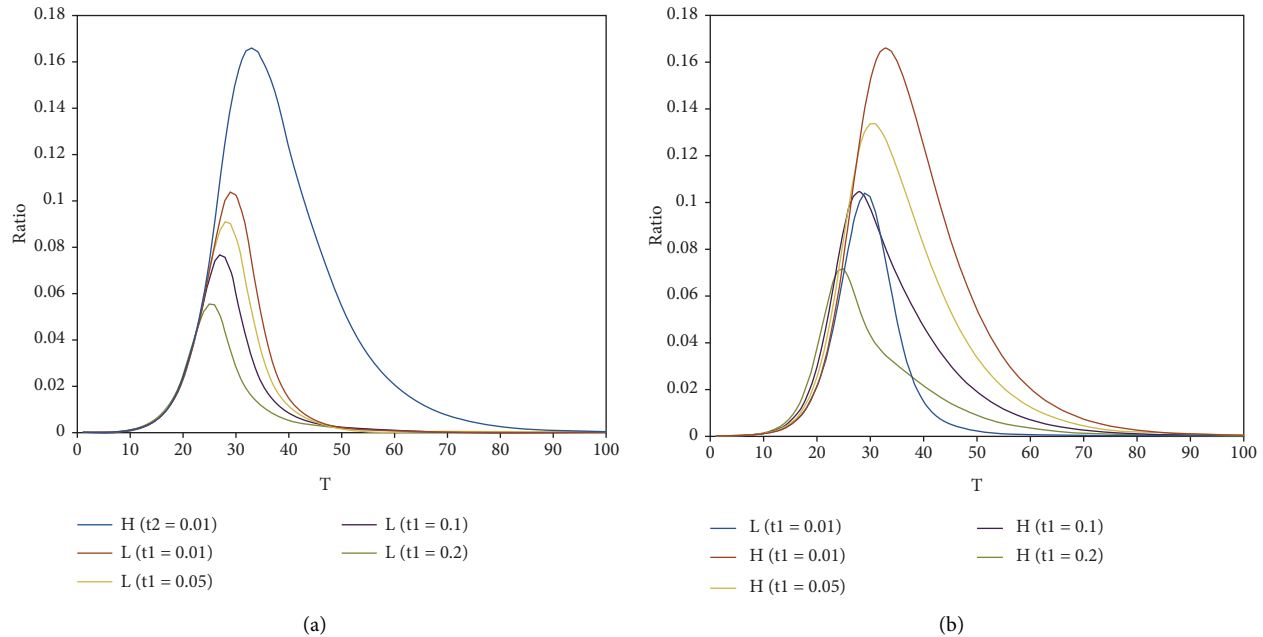 0.18
0.16
0.14
0.12
0.1
0.08
0.06
0.04
0.02
0
Ratio
0 10 20 30 40 50 60 70 80 90 100
T
H (t2 = 0.01)
L (t1 = 0.01)
L (t1 = 0.05)
L (t1 = 0.1)
L (t1 = 0.2)
(a)
0.18
0.16
0.14
0.12
0.1
0.08
0.06
0.04
0.02
0
Ratio
0 10 20 30 40 50 60 70 80 90 100
T
L (t1 = 0.01)
H (t1 = 0.01)
H (t1 = 0.05)
H (t1 = 0.1)
H (t1 = 0.2)
(b)